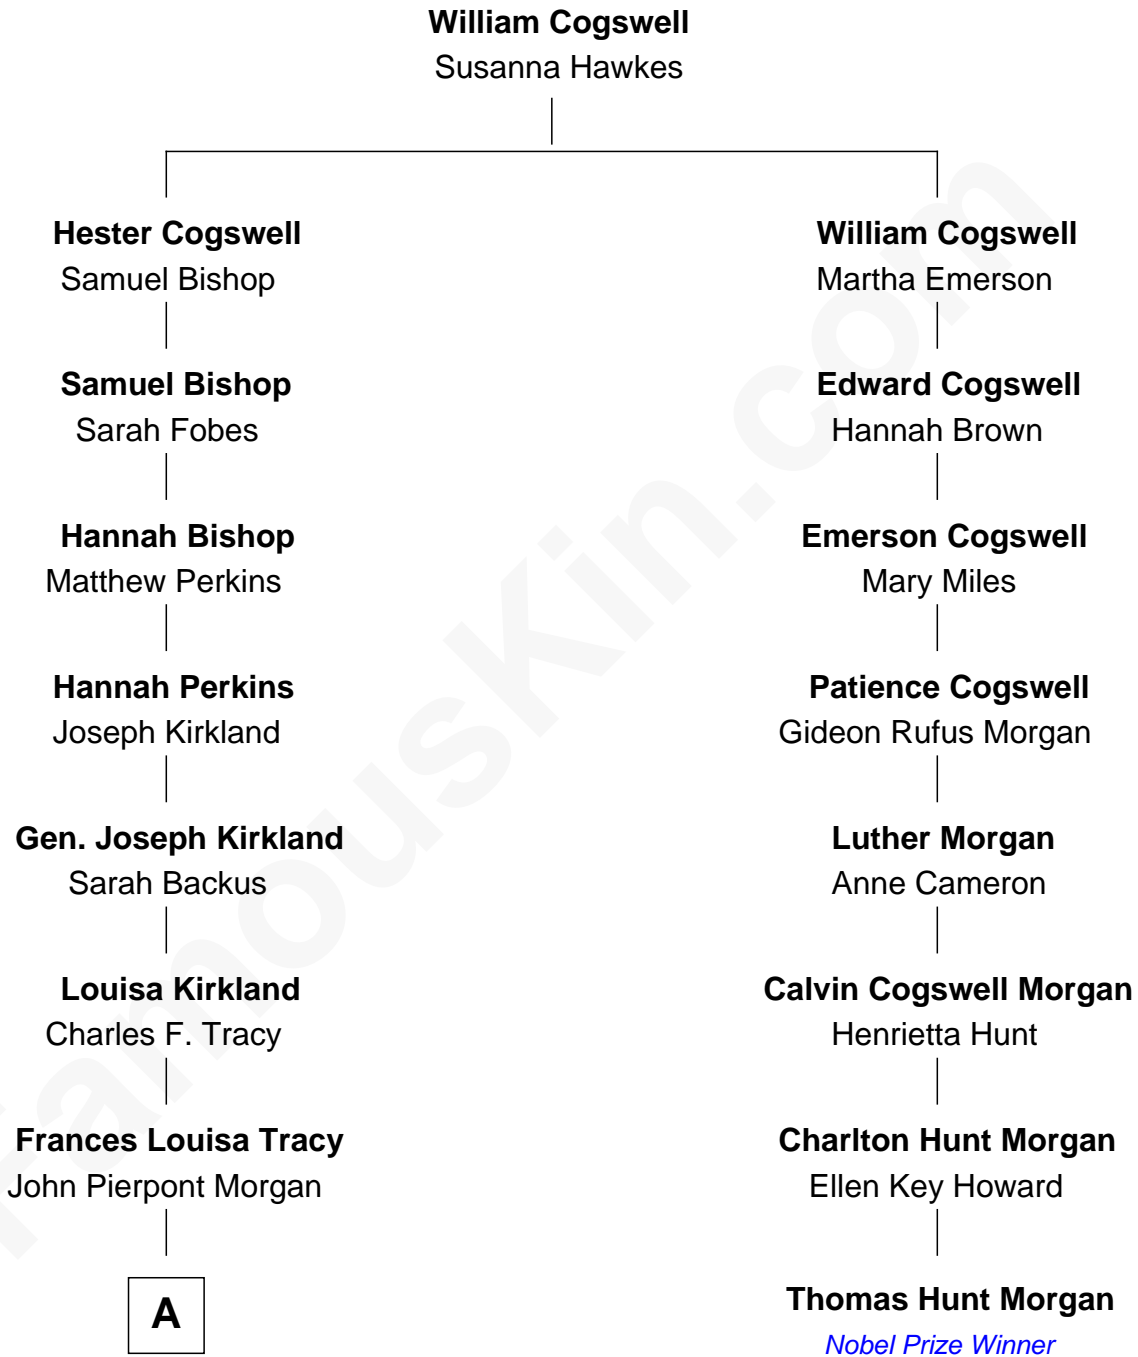 William Cogswell
Susanna Hawkes
Hester Cogswell
Samuel Bishop
William Cogswell
Martha Emerson
Samuel Bishop
Sarah Fobes
Edward Cogswell
Hannah Brown
Hannah Bishop
Matthew Perkins
Emerson Cogswell
Mary Miles
Hannah Perkins
Joseph Kirkland
Patience Cogswell
Gideon Rufus Morgan
Gen. Joseph Kirkland
Sarah Backus
Luther Morgan
Anne Cameron
Louisa Kirkland
Charles F. Tracy
Calvin Cogswell Morgan
Henrietta Hunt
Frances Louisa Tracy
John Pierpont Morgan
Charlton Hunt Morgan
Ellen Key Howard
A
Thomas Hunt Morgan
Nobel Prize Winner
FamousKin.com